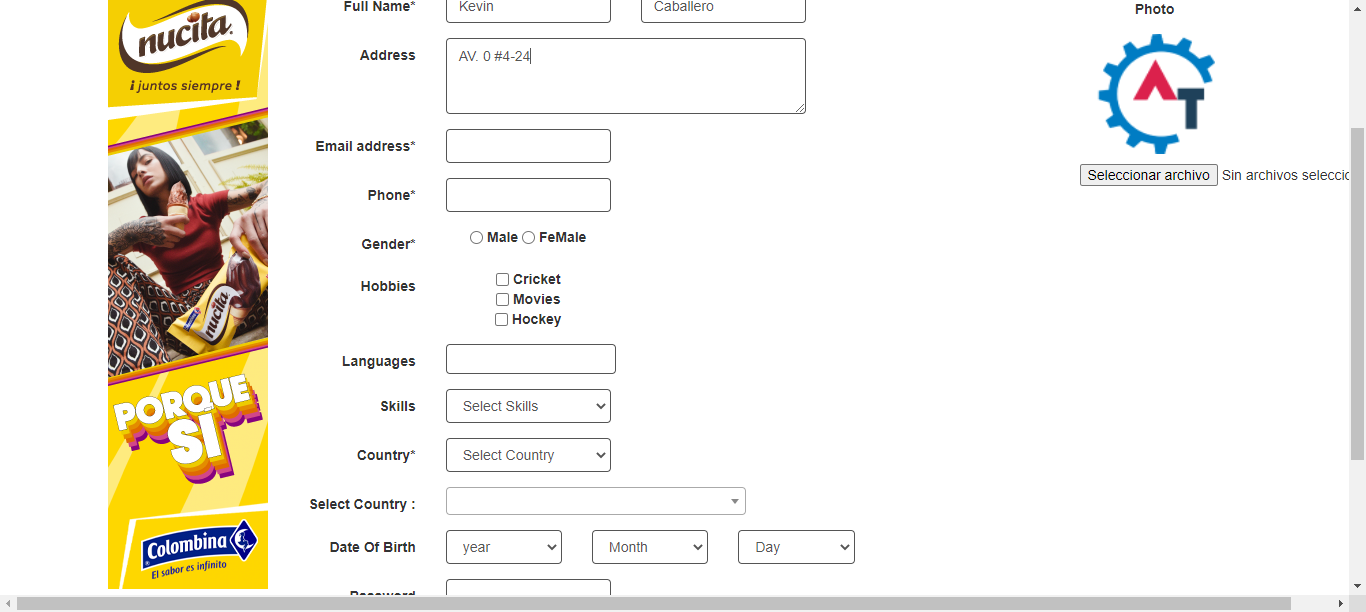 nucita
¡ juntos siempre !
nucita
PORQUE
SÍ
Colombina
El sabor es infinito
Full Name* Kevin Caballero
Address AV. 0 #4-24
Email address*
Phone*
Gender* Male FeMale
Hobbies Cricket
Movies
Hockey
Languages
Skills Select Skills
Country* Select Country
Select Country :
Date Of Birth year Month Day
Password
Photo
AT
Seleccionar archivo Sin archivos selecci